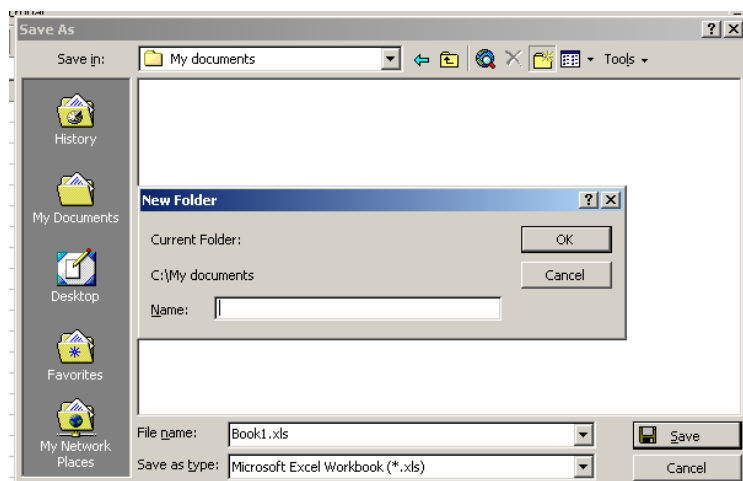 Save As
Save in:
My documents
Tools
History
My Documents
Desktop
Favorites
My Network
Places
New Folder
Current Folder:
OK
C:\My documents
Cancel
Name:
File name:
Book1.xls
Save
Save as type:
Microsoft Excel Workbook (*.xls)
Cancel